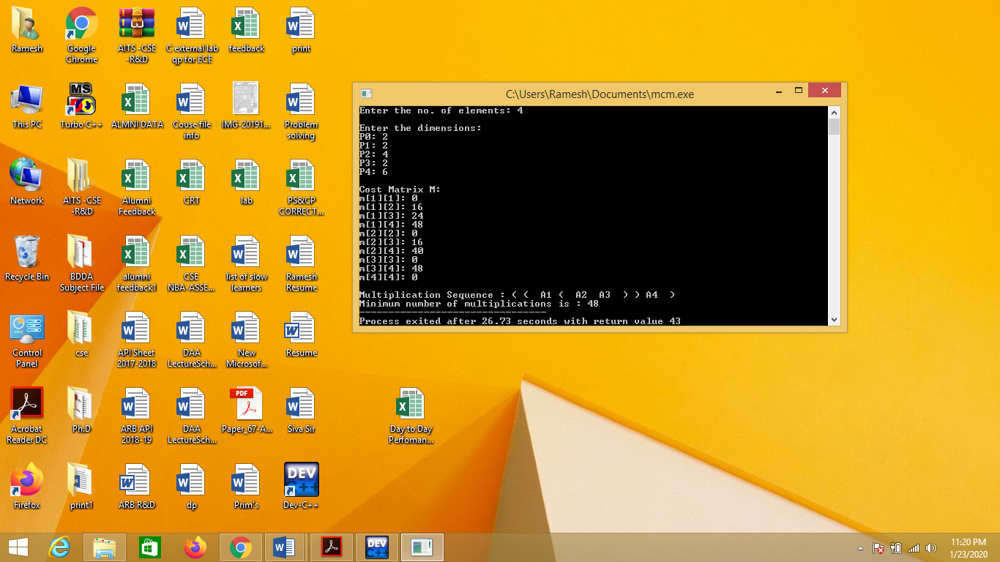 Ramesh
Google
Chrome
AITS -CSE
-R&D
C external lab
qp for ECE
feedback
print
This PC
MS
Turbo C++
ALMNI DATA
Couse file
info
IMG-20191...
Problem
solving
Network
AITS -CSE
-R&D
Alumni
Feedback
CRT
lab
PS&CP
CORRECT...
Recycle Bin
BDDA
Subject File
alumni
feedback1
CSE
NBA-ASSE...
list of slow
learners
Ramesh
Resume
Control
Panel
cse
API Sheet
2017-2018
DAA
LectureSch...
New
Microsof...
Resume
Acrobat
Reader DC
Ph.D
ARB API
2018-19
DAA
LectureSch...
PDF
Paper_67-A...
Siva Sir
Day to Day
Perfoman...
Firefox
print1
ARB R&D
dp
Prim's
DEV
C++
Dev-C++
C:\Users\Ramesh\Documents\mcm.exe
Enter the no. of elements: 4
Enter the dimensions:
P0: 2
P1: 2
P2: 4
P3: 2
P4: 6
Cost Matrix M:
m[1][1]: 0
m[1][2]: 16
m[1][3]: 24
m[1][4]: 48
m[2][2]: 0
m[2][3]: 16
m[2][4]: 40
m[3][3]: 0
m[3][4]: 48
m[4][4]: 0
Multiplication Sequence : ( (  A1 (  A2  A3  ) ) A4  )
Minimum number of multiplications is : 48
--------------------------------
Process exited after 26.73 seconds with return value 43
DEV
C++
11:20 PM
1/23/2020